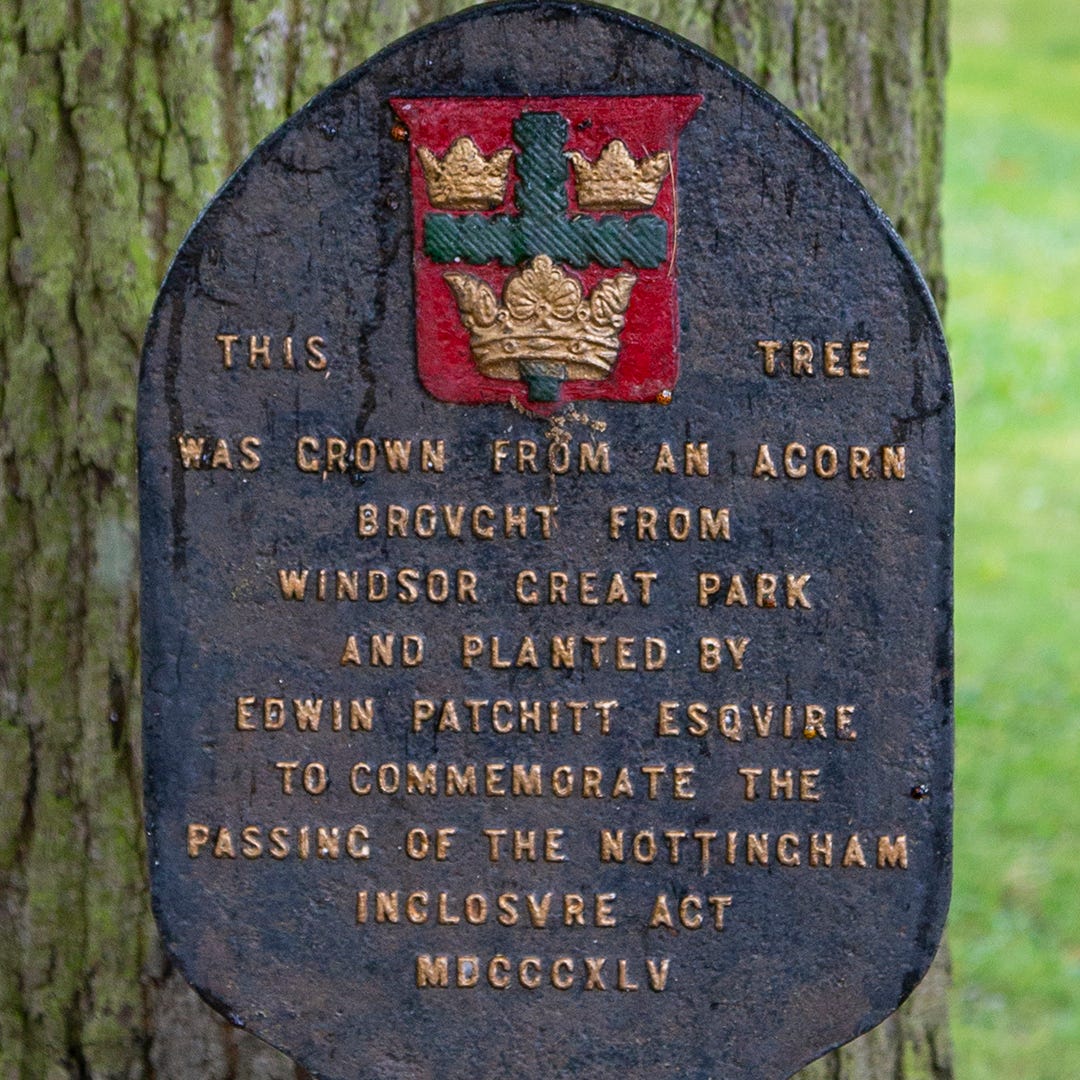 THIS TREE
WAS GROWN FROM AN ACORN
BROVGHT FROM
WINDSOR GREAT PARK
AND PLANTED BY
EDWIN PATCHITT ESQVIRE
TO COMMEMORATE THE
PASSING OF THE NOTTINGHAM
INCLOSVRE ACT
MDCCCXLV